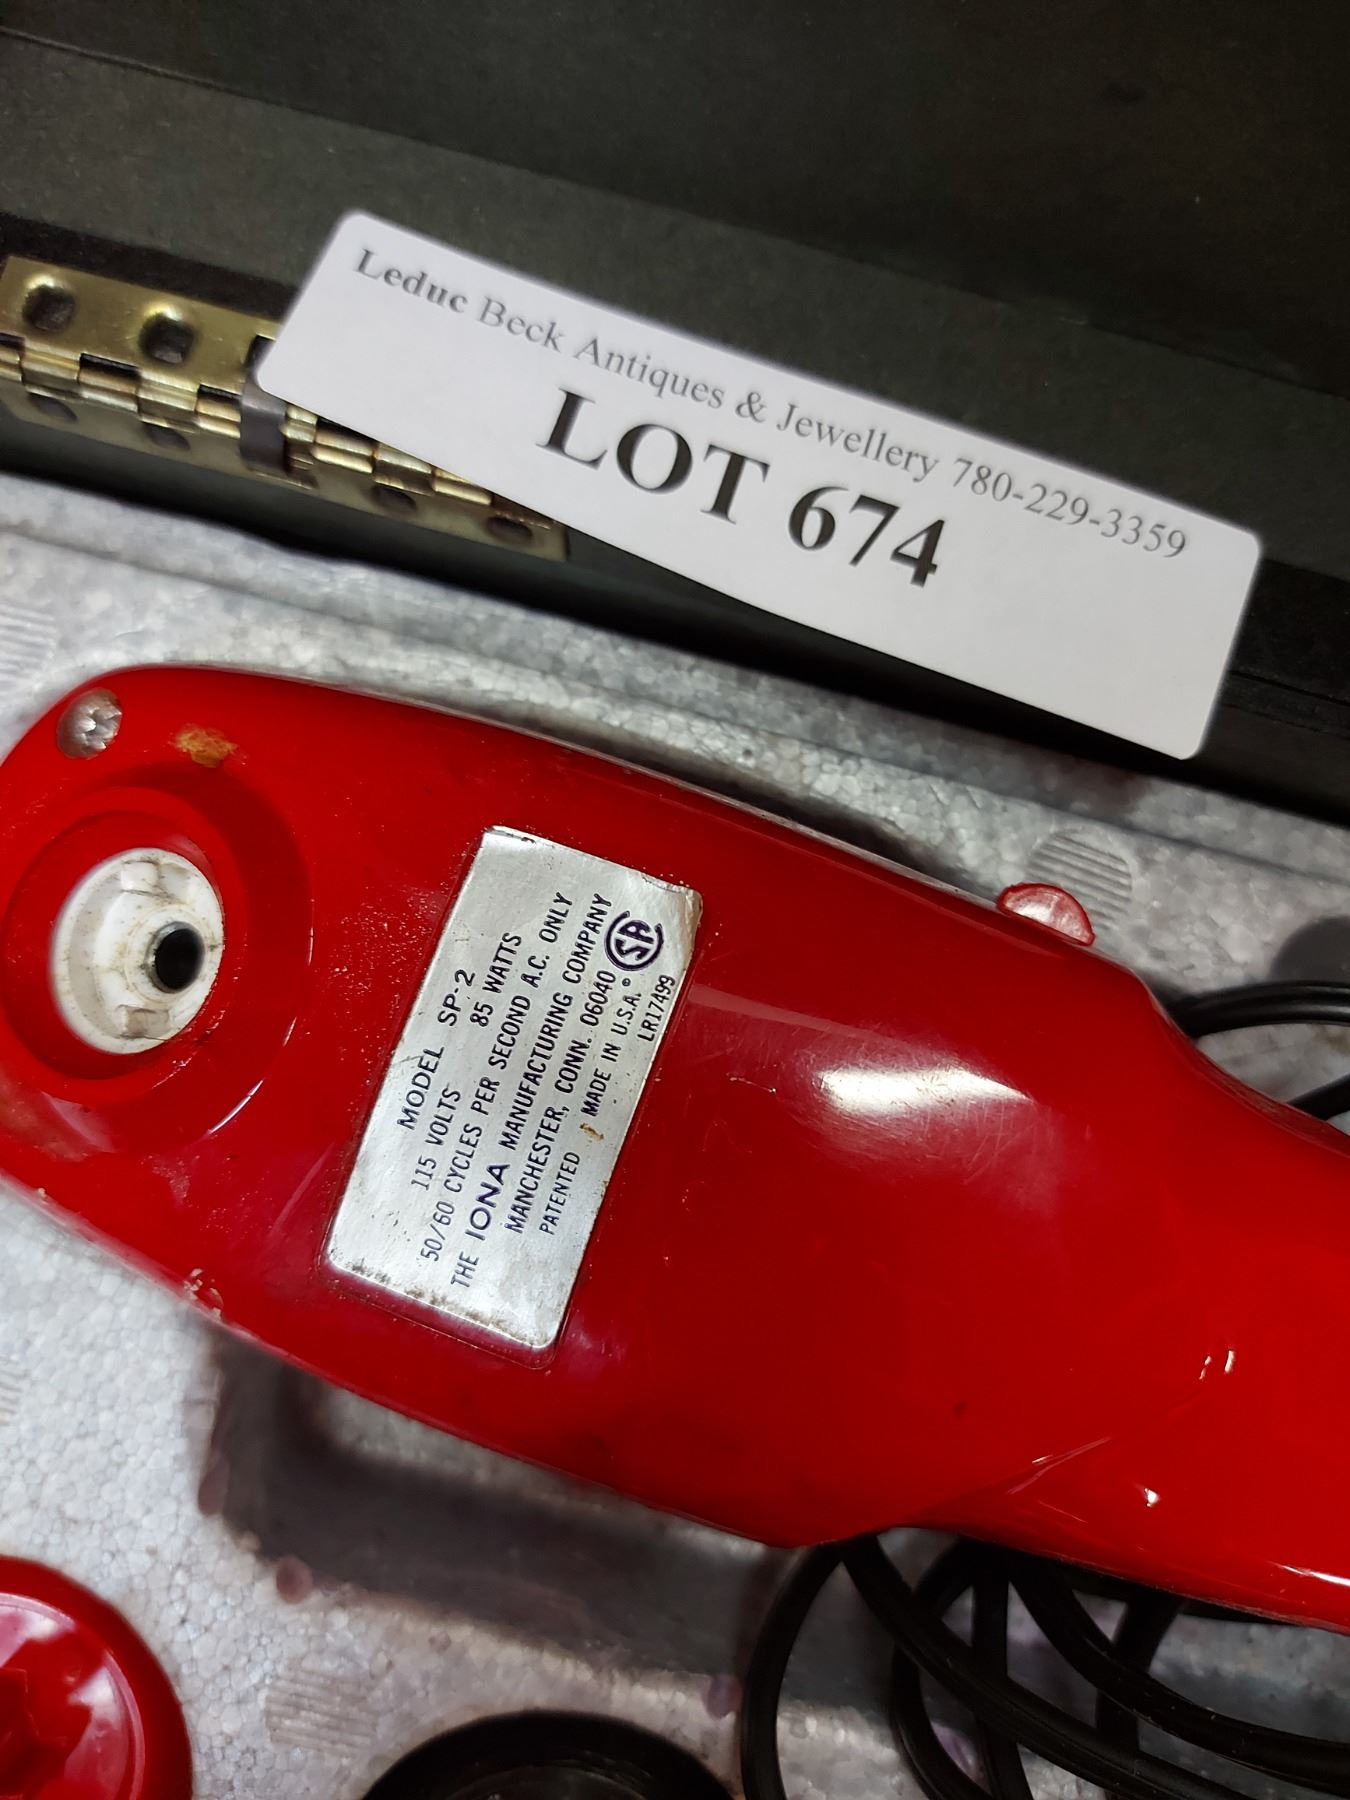 Leduc Beck Antiques & Jewellery 780-229-3359
LOT 674
MODEL SP-2
115 VOLTS 85 WATTS
50/60 CYCLES PER SECOND A.C. ONLY
THE IONA MANUFACTURING COMPANY
MANCHESTER, CONN. 06040
PATENTED MADE IN U.S.A.
SA
LR17499